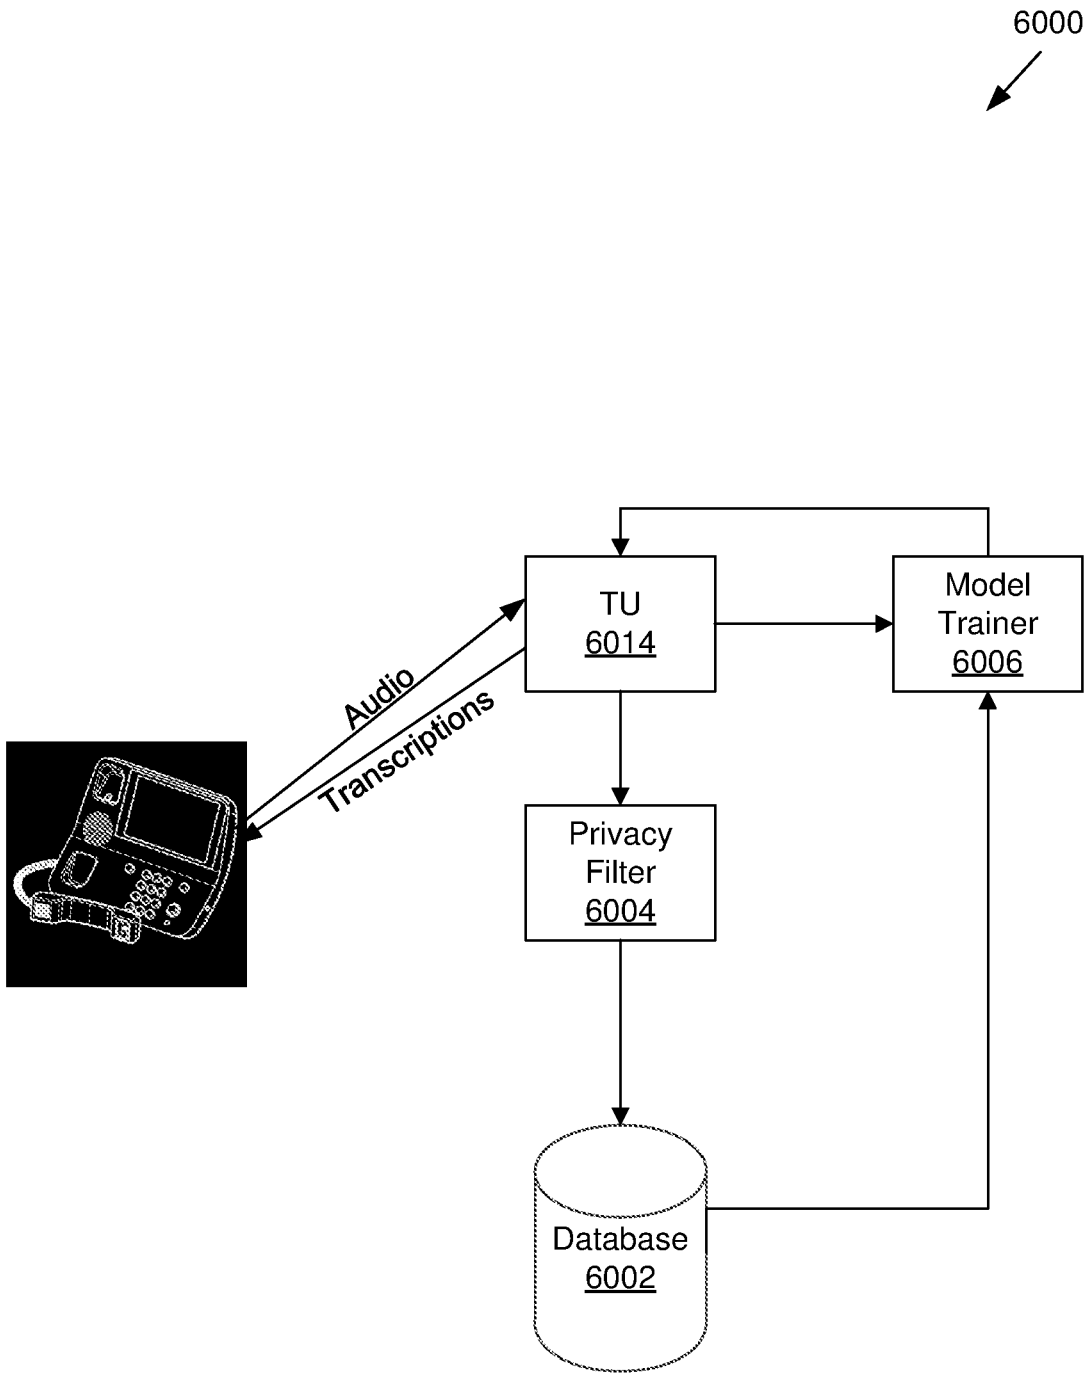 6000
TU
6014
Model
Trainer
6006
Audio
Transcriptions
Privacy
Filter
6004
Database
6002